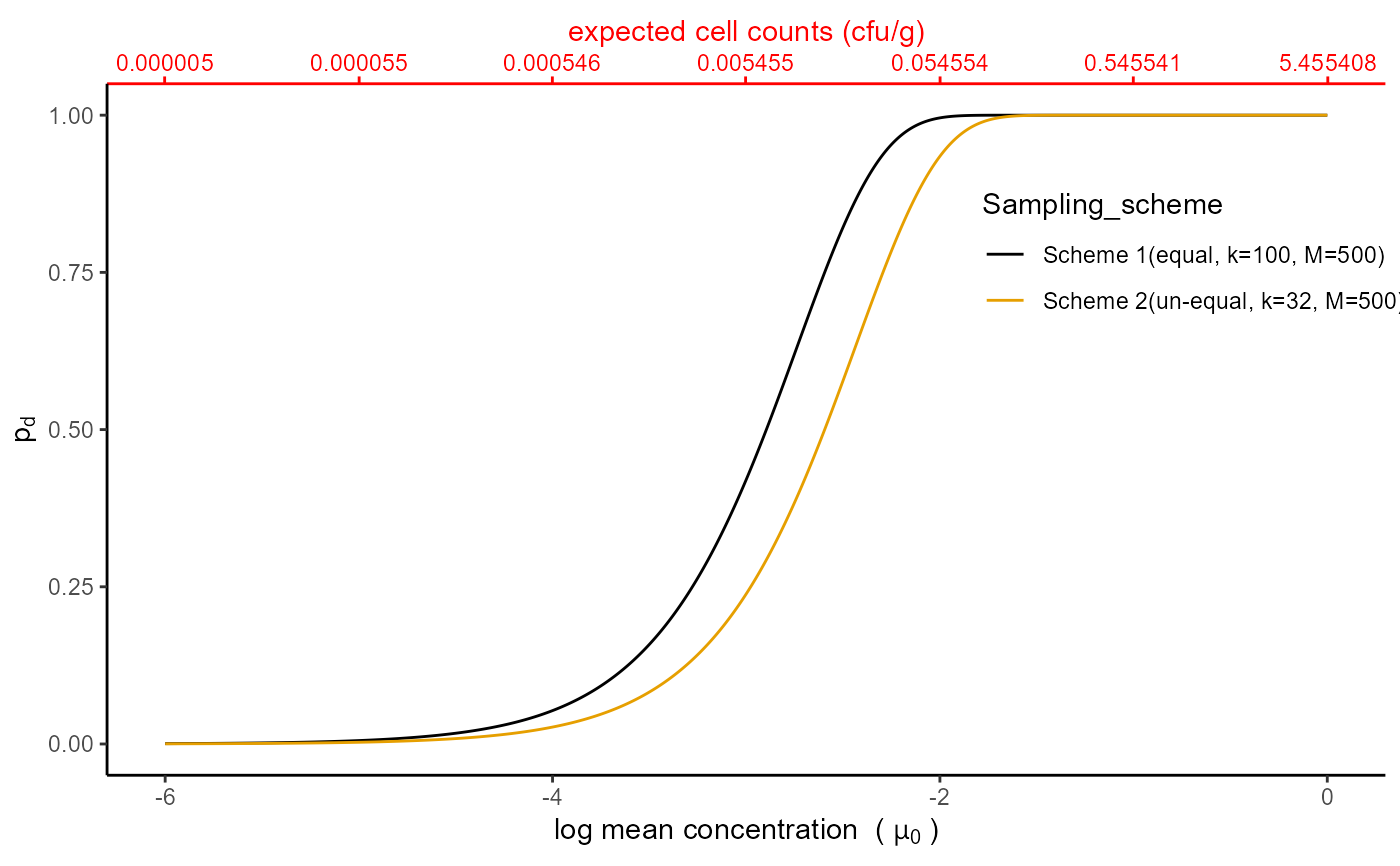 expected cell counts (cfu/g)
0.000005 0.000055 0.000546 0.005455 0.054554 0.545541 5.455408
1.00
0.75
0.50
0.25
0.00
p_d
Sampling_scheme
Scheme 1(equal, k=100, M=500)
Scheme 2(un-equal, k=32, M=500)
-6 -4 -2 0
log mean concentration ( μ₀ )